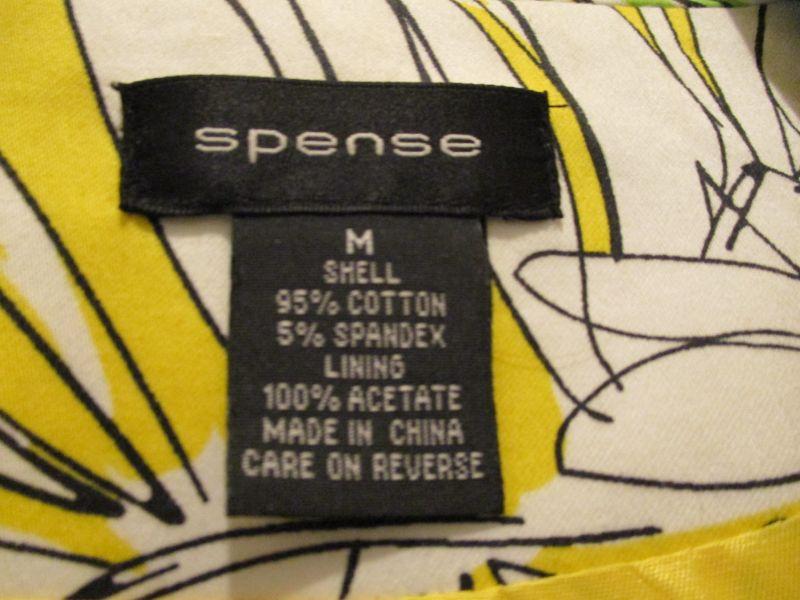 spense
M
SHELL
95% COTTON
5% SPANDEX
LINING
100% ACETATE
MADE IN CHINA
CARE ON REVERSE